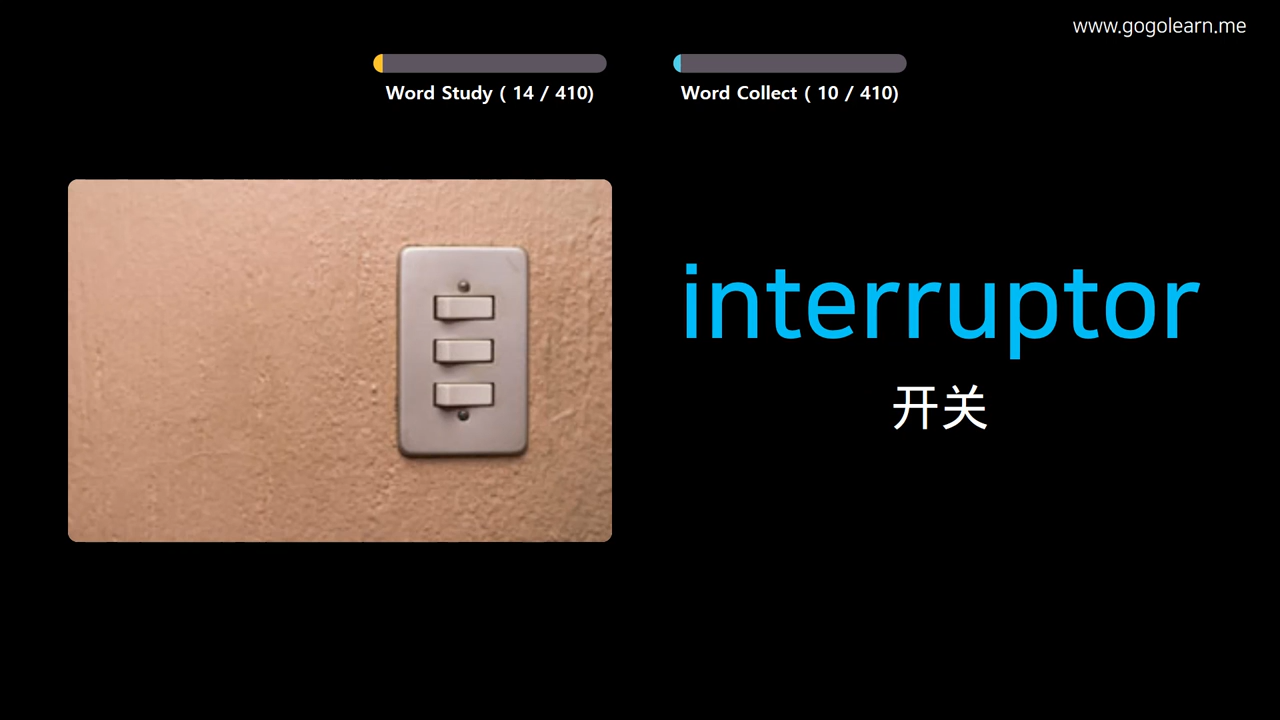 www.gogolearn.me
Word Study ( 14 / 410)
Word Collect ( 10 / 410)
interruptor
开关